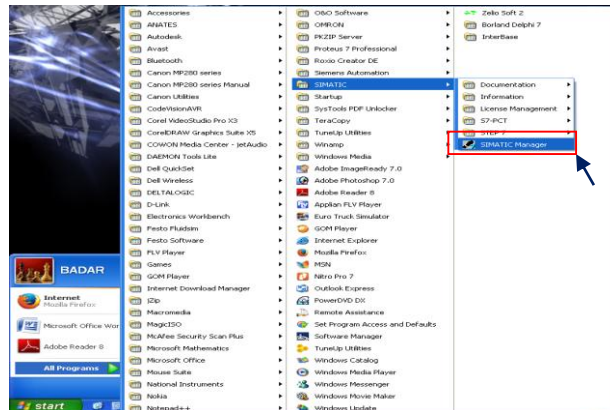 Accessories
ANATES
Autodesk
Avast
Bluetooth
Canon MP280 series
Canon MP280 series Manual
Canon Utilities
CodeVisionAVR
Corel VideoStudio Pro X3
CorelDRAW Graphics Suite X5
COWON Media Center - jetAudio
DAEMON Tools Lite
Dell QuickSet
Dell Wireless
DELTALOGIC
D-Link
Electronics Workbench
Festo Fluidsim
Festo Software
FLV Player
Games
GOM Player
Internet Download Manager
jZip
Macromedia
MagicISO
McAfee Security Scan Plus
Microsoft Mathematics
Microsoft Office
Mouse Suite
National Instruments
Nokia
Notepad++
O&O Software
OMRON
PKZIP Server
Proteus 7 Professional
Roxio Creator DE
Siemens Automation
SIMATIC
Startup
SysTools PDF Unlocker
TeraCopy
TuneUp Utilities
Winamp
Windows Media
Adobe ImageReady 7.0
Adobe Photoshop 7.0
Adobe Reader 8
Applian FLV Player
Euro Truck Simulator
GOM Player
Internet Explorer
Mozilla Firefox
MSN
Nitro Pro 7
Outlook Express
PowerDVD DX
Remote Assistance
Set Program Access and Defaults
Software Manager
TuneUp Utilities
Windows Catalog
Windows Media Player
Windows Messenger
Windows Movie Maker
Windows Update
Zelio Soft 2
Borland Delphi 7
InterBase
Documentation
Information
License Management
S7-PCT
STEP 7
SIMATIC Manager
BADAR
Internet
Mozilla Firefox
Microsoft Office Wor
Adobe Reader 8
All Programs
start